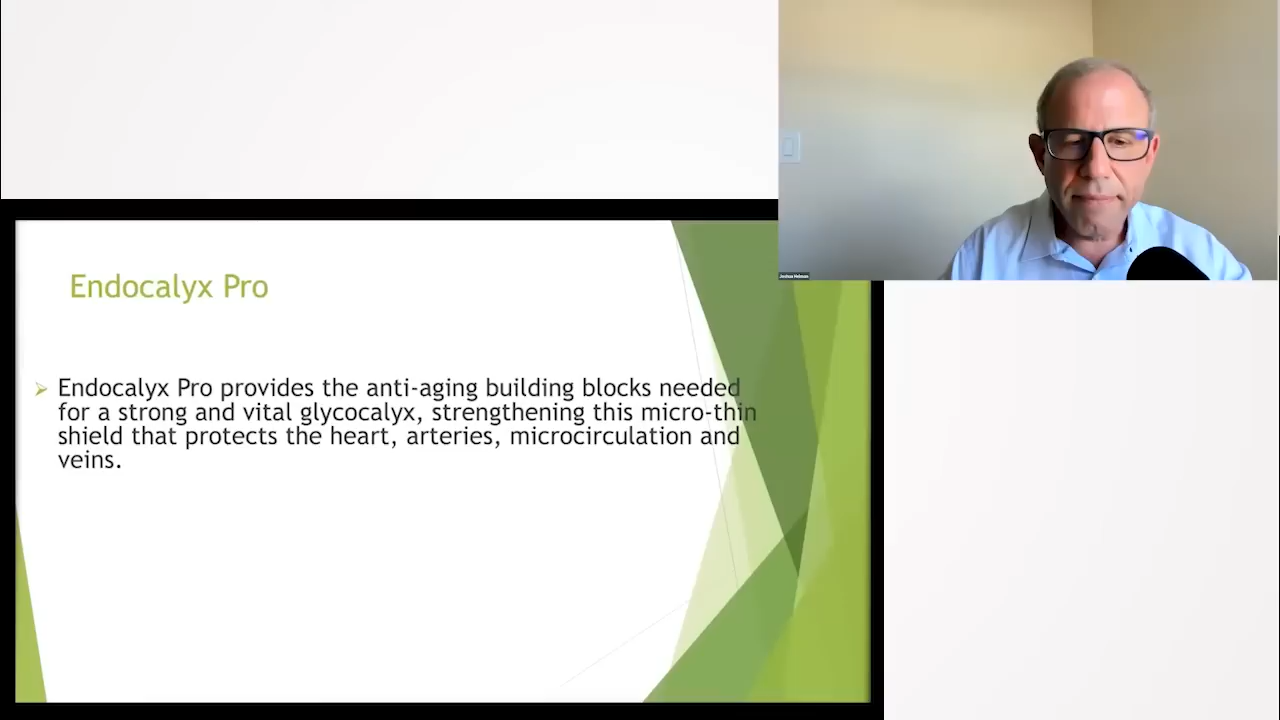 Endocalyx Pro
Endocalyx Pro provides the anti-aging building blocks needed
for a strong and vital glycocalyx, strengthening this micro-thin
shield that protects the heart, arteries, microcirculation and
veins.